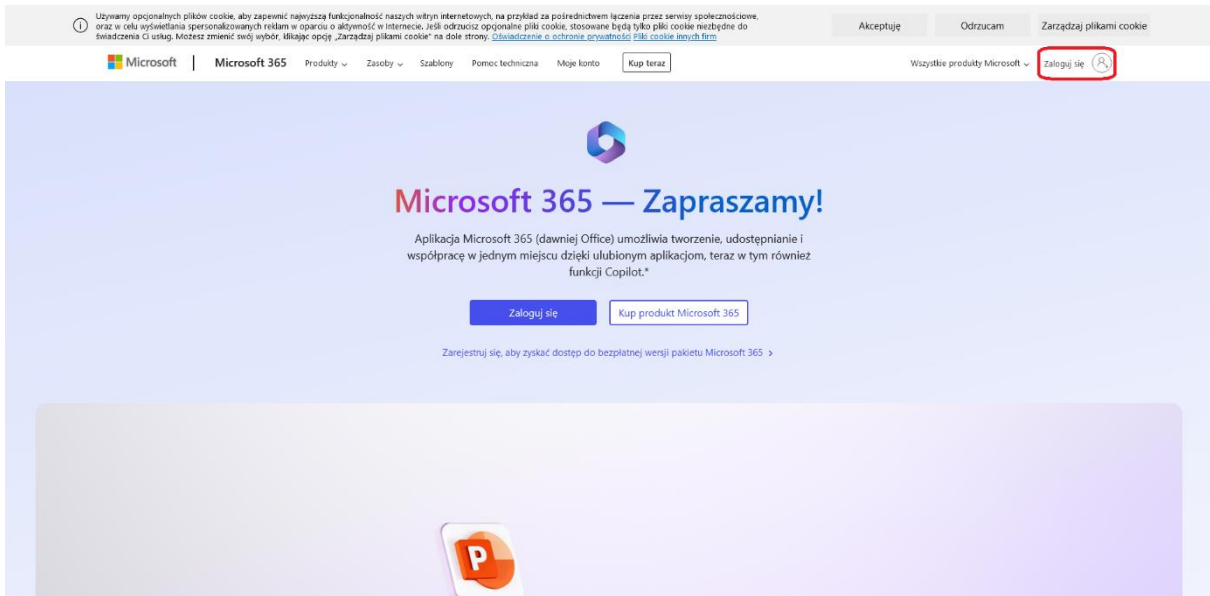 Używamy opcjonalnych plików cookie, aby zapewnić najwyższą funkcjonalność naszych witryn internetowych, na przykład za pośrednictwem łączenia przez serwisy społecznościowe,
oraz w celu wyświetlania spersonalizowanych reklam w oparciu o aktywność w Internecie. Jeśli odrzucisz opcjonalne pliki cookie, stosowane będą tylko pliki cookie niezbędne do
świadczenia Ci usług. Możesz zmienić swój wybór, klikając opcję „Zarządzaj plikami cookie” na dole strony. Oświadczenie o ochronie prywatności Pliki cookie innych firm
Akceptuję
Odrzucam
Zarządzaj plikami cookie
Microsoft
Microsoft 365
Produkty
Zasoby
Szablony
Pomoc techniczna
Moje konto
Kup teraz
Wszystkie produkty Microsoft
Zaloguj się
Microsoft 365 — Zapraszamy!
Aplikacja Microsoft 365 (dawniej Office) umożliwia tworzenie, udostępnianie i
współpracę w jednym miejscu dzięki ulubionym aplikacjom, teraz w tym również
funkcji Copilot.*
Zaloguj się
Kup produkt Microsoft 365
Zarejestruj się, aby zyskać dostęp do bezpłatnej wersji pakietu Microsoft 365
P